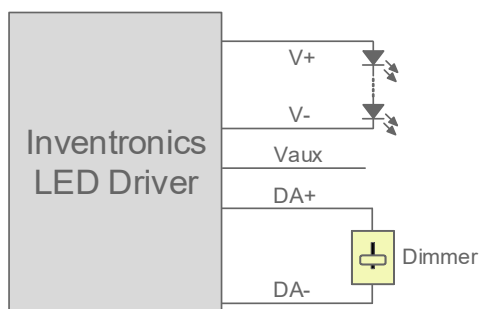 Inventronics
LED Driver
V+
V-
Vaux
DA+
Dimmer
DA-